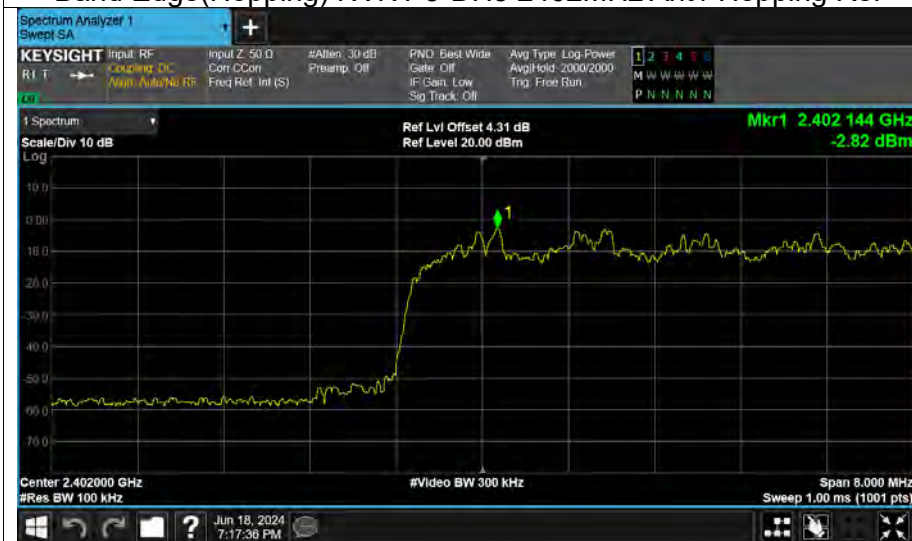 Spectrum Analyzer 1
Swept SA
+
KEYSIGHT Input: RF
Coupling: DC
Align: Auto/No RF
Input Z: 50 Ω
Corr CCorr
Freq Ref: Int (S)
#Atten: 30 dB
Preamp: Off
PNO: Best Wide
Gate: Off
IF Gain: Low
Sig Track: Off
Avg Type: Log-Power
Avg|Hold: 2000/2000
Trig: Free Run
1 2 3 4 5 6
M W W W W W
P N N N N N
1 Spectrum
Scale/Div 10 dB
Log
Ref Lvl Offset 4.31 dB
Ref Level 20.00 dBm
Mkr1 2.402 144 GHz
-2.82 dBm
10.0
0.00
-10.0
-20.0
-30.0
-40.0
-50.0
-60.0
-70.0
1
Center 2.402000 GHz
#Res BW 100 kHz
#Video BW 300 kHz
Span 8.000 MHz
Sweep 1.00 ms (1001 pts)
?
Jun 18, 2024
7:17:36 PM